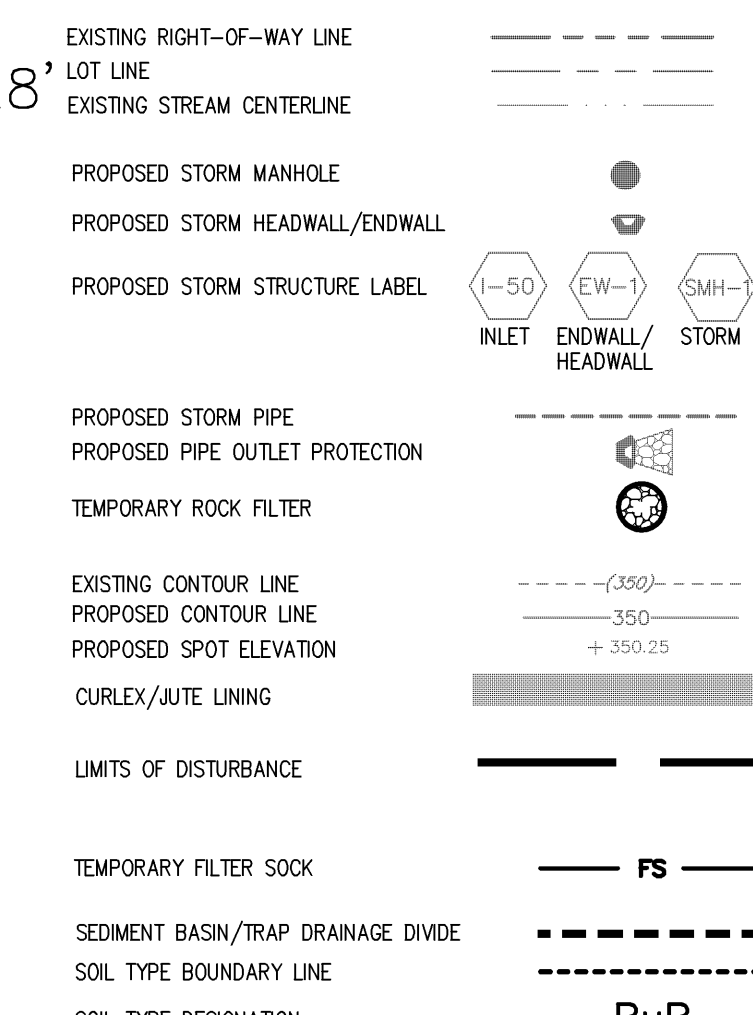 EXISTING RIGHT-OF-WAY LINE
8' LOT LINE
EXISTING STREAM CENTERLINE
PROPOSED STORM MANHOLE
PROPOSED STORM HEADWALL/ENDWALL
PROPOSED STORM STRUCTURE LABEL I-50 EW-1 SMH-1
INLET ENDWALL/ STORM
HEADWALL
PROPOSED STORM PIPE
PROPOSED PIPE OUTLET PROTECTION
TEMPORARY ROCK FILTER
EXISTING CONTOUR LINE (350)
PROPOSED CONTOUR LINE 350
PROPOSED SPOT ELEVATION + 350.25
CURLEX/JUTE LINING
LIMITS OF DISTURBANCE
TEMPORARY FILTER SOCK FS
SEDIMENT BASIN/TRAP DRAINAGE DIVIDE
SOIL TYPE BOUNDARY LINE
SOIL TYPE DESIGNATION